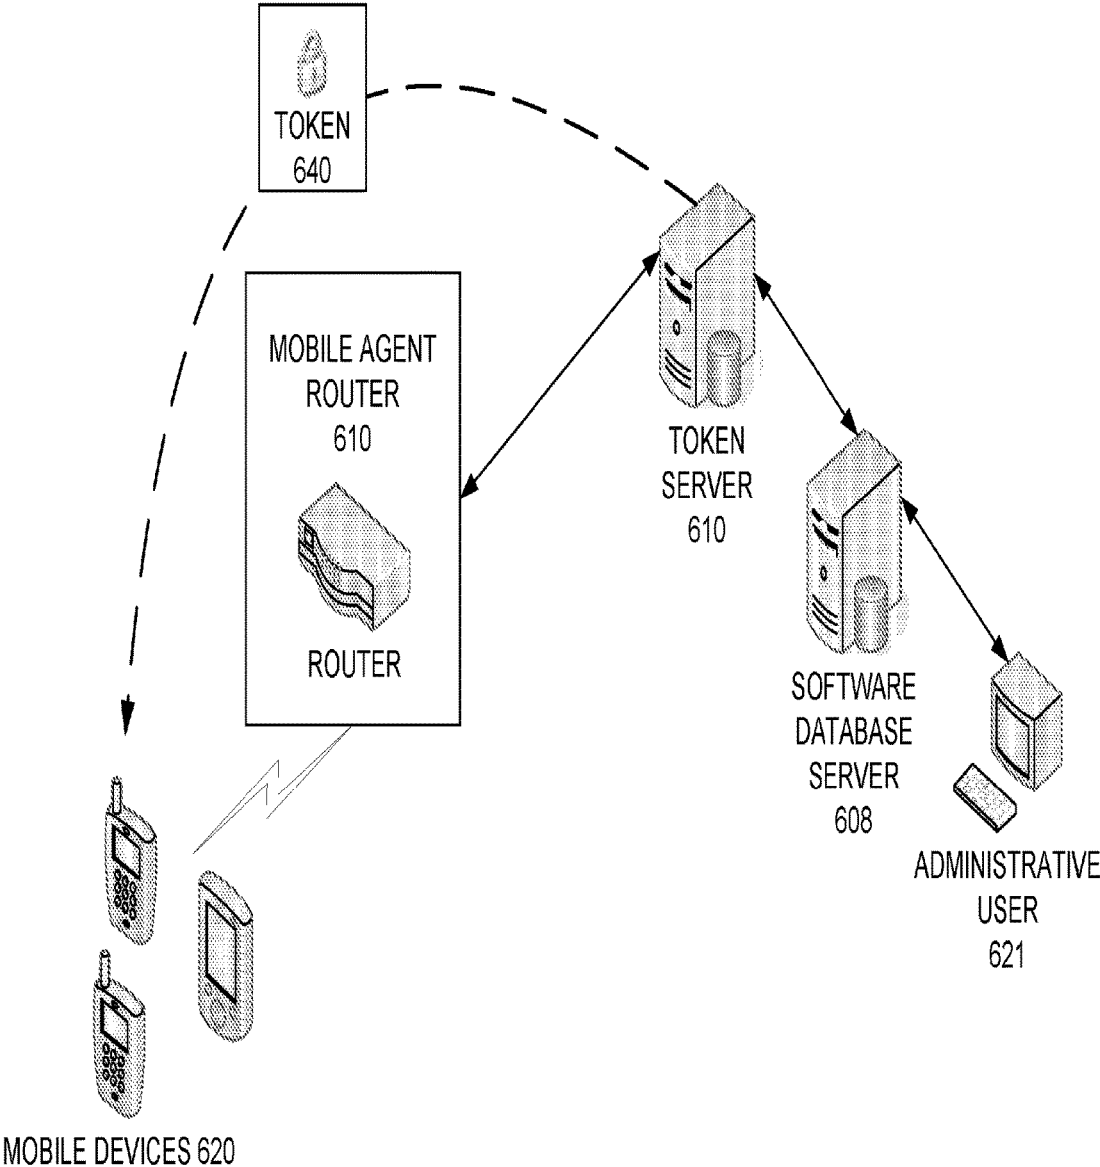 TOKEN
640
MOBILE AGENT
ROUTER
610
ROUTER
TOKEN
SERVER
610
SOFTWARE
DATABASE
SERVER
608
ADMINISTRATIVE
USER
621
MOBILE DEVICES 620